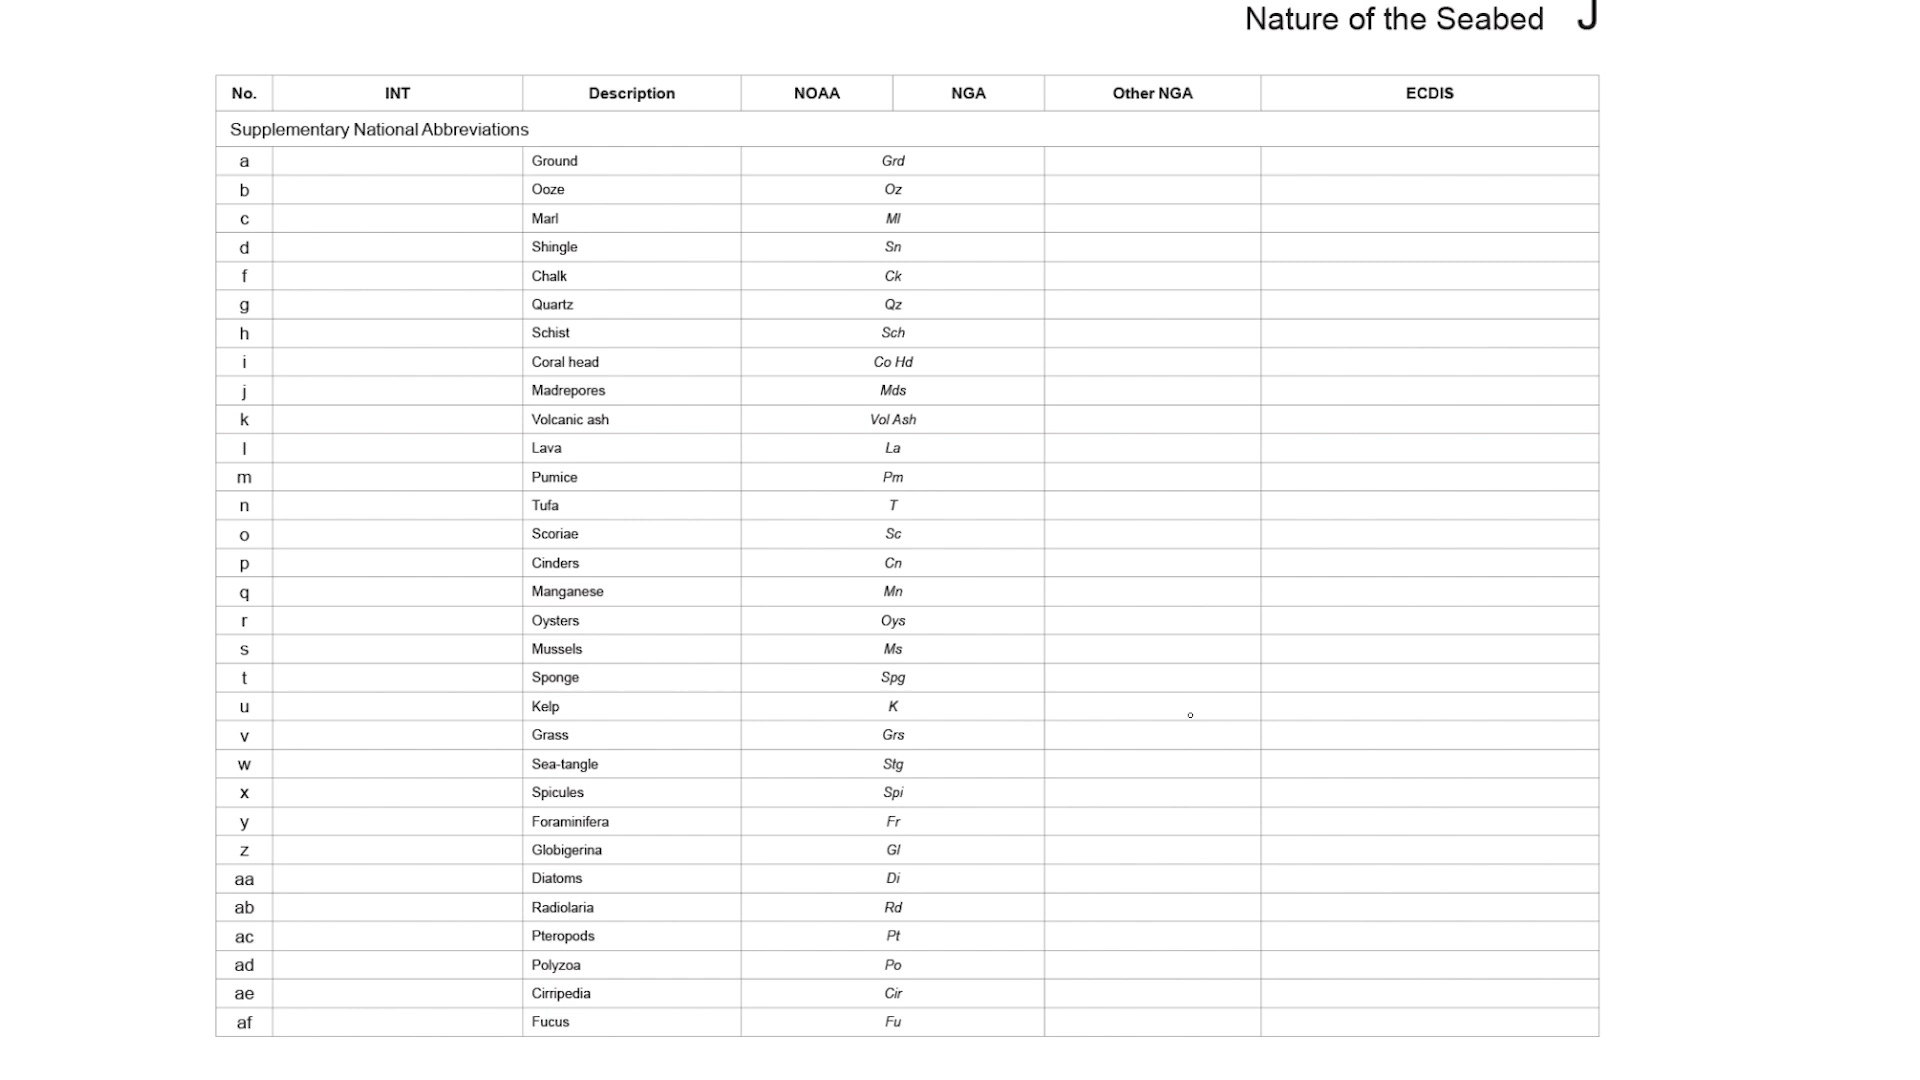 Nature of the Seabed J
No. INT Description NOAA NGA Other NGA ECDIS
Supplementary National Abbreviations
a Ground Grd
b Ooze Oz
c Marl Ml
d Shingle Sn
f Chalk Ck
g Quartz Qz
h Schist Sch
i Coral head Co Hd
j Madrepores Mds
k Volcanic ash Vol Ash
l Lava La
m Pumice Pm
n Tufa T
o Scoriae Sc
p Cinders Cn
q Manganese Mn
r Oysters Oys
s Mussels Ms
t Sponge Spg
u Kelp K
v Grass Grs
w Sea-tangle Stg
x Spicules Spi
y Foraminifera Fr
z Globigerina Gl
aa Diatoms Di
ab Radiolaria Rd
ac Pteropods Pt
ad Polyzoa Po
ae Cirripedia Cir
af Fucus Fu